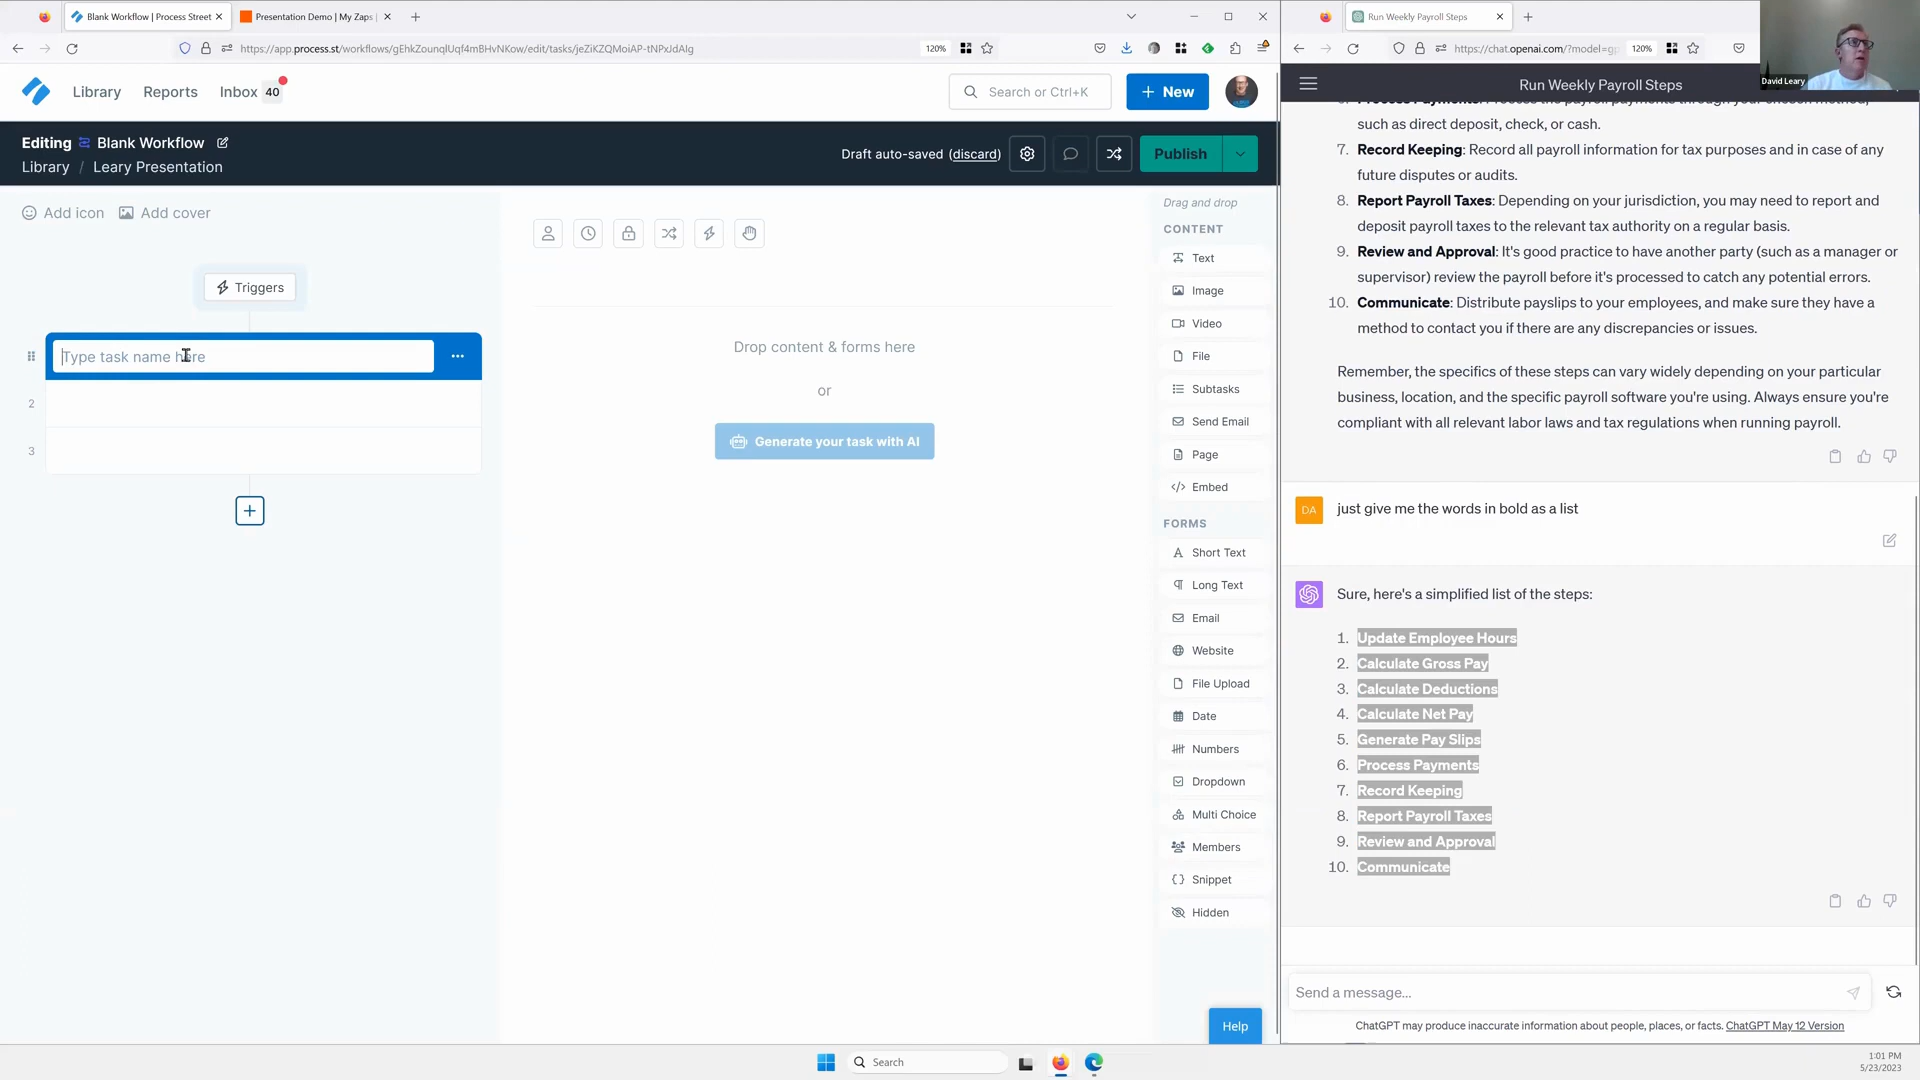 Blank Workflow | Process Street
Presentation Demo | My Zaps |
https://app.process.st/workflows/gEhkZounqlUqf4mBHvNKow/edit/tasks/jeZiKZQMoiAP-tNPxJdAIg
120%
Library
Reports
Inbox 40
Search or Ctrl+K
New
Editing Blank Workflow
Library / Leary Presentation
Draft auto-saved (discard)
Publish
Add icon
Add cover
Triggers
Type task name here
2
3
Drop content & forms here
or
Generate your task with AI
Drag and drop
CONTENT
Text
Image
Video
File
Subtasks
Send Email
Page
Embed
FORMS
Short Text
Long Text
Email
Website
File Upload
Date
Numbers
Dropdown
Multi Choice
Members
Snippet
Hidden
Help
Run Weekly Payroll Steps
https://chat.openai.com/?model=gp
120%
David Leary
Run Weekly Payroll Steps
Process Payments: Process the payroll payments through your chosen method,
such as direct deposit, check, or cash.
7. Record Keeping: Record all payroll information for tax purposes and in case of any
future disputes or audits.
8. Report Payroll Taxes: Depending on your jurisdiction, you may need to report and
deposit payroll taxes to the relevant tax authority on a regular basis.
9. Review and Approval: It's good practice to have another party (such as a manager or
supervisor) review the payroll before it's processed to catch any potential errors.
10. Communicate: Distribute payslips to your employees, and make sure they have a
method to contact you if there are any discrepancies or issues.
Remember, the specifics of these steps can vary widely depending on your particular
business, location, and the specific payroll software you're using. Always ensure you're
compliant with all relevant labor laws and tax regulations when running payroll.
DA
just give me the words in bold as a list
Sure, here's a simplified list of the steps:
1. Update Employee Hours
2. Calculate Gross Pay
3. Calculate Deductions
4. Calculate Net Pay
5. Generate Pay Slips
6. Process Payments
7. Record Keeping
8. Report Payroll Taxes
9. Review and Approval
10. Communicate
Send a message...
ChatGPT may produce inaccurate information about people, places, or facts. ChatGPT May 12 Version
Search
1:01 PM
5/23/2023